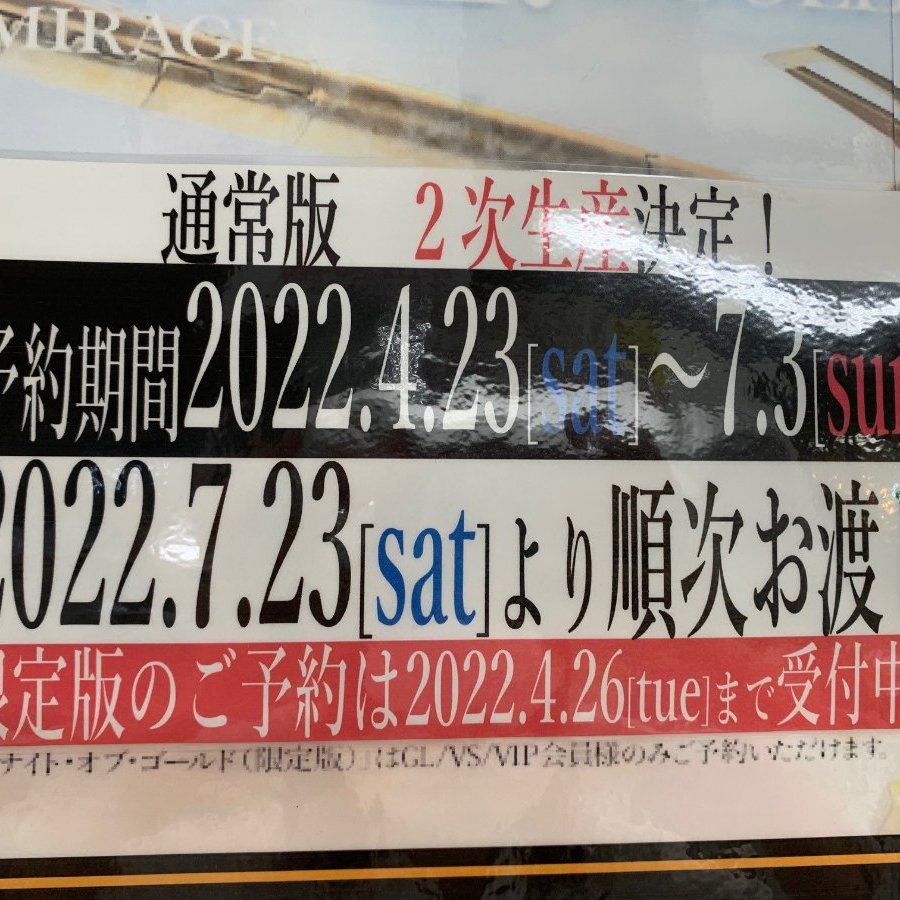 MIRAGE
通常版 2次生産決定!
予約期間2022.4.23[sat]〜7.3[sun
2022.7.23[sat]より順次お渡
限定版のご予約は2022.4.26[tue]まで受付中
ナイト・オブ・ゴールド(限定版)」はGL/VS/VIP会員様のみご予約いただけます。